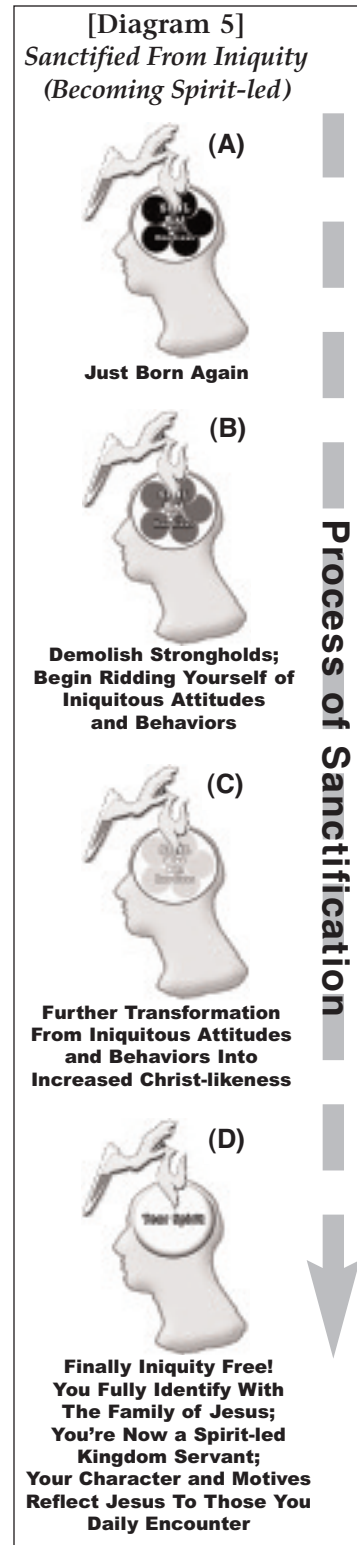 [Diagram 5]
Sanctified From Iniquity
(Becoming Spirit-led)
(A)
Just Born Again
(B)
Demolish Strongholds;
Begin Ridding Yourself of
Iniquitous Attitudes
and Behaviors
(C)
Further Transformation
From Iniquitous Attitudes
and Behaviors Into
Increased Christ-likeness
(D)
Your Spirit
Finally Iniquity Free!
You Fully Identify With
The Family of Jesus;
You're Now a Spirit-led
Kingdom Servant;
Your Character and Motives
Reflect Jesus To Those You
Daily Encounter
Process of Sanctification